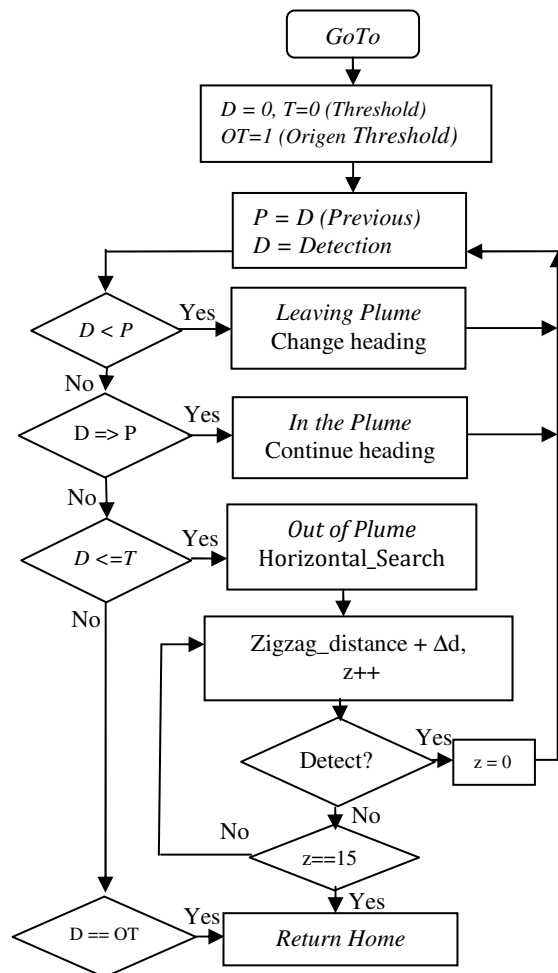 GoTo
D = 0, T=0 (Threshold)
OT=1 (Origen Threshold)
P = D (Previous)
D = Detection
D < P
Yes
Leaving Plume
Change heading
No
D => P
Yes
In the Plume
Continue heading
No
D <=T
Yes
Out of Plume
Horizontal_Search
No
Zigzag_distance + Δd,
z++
Detect?
Yes
z = 0
No
No
z==15
Yes
D == OT
Yes
Return Home